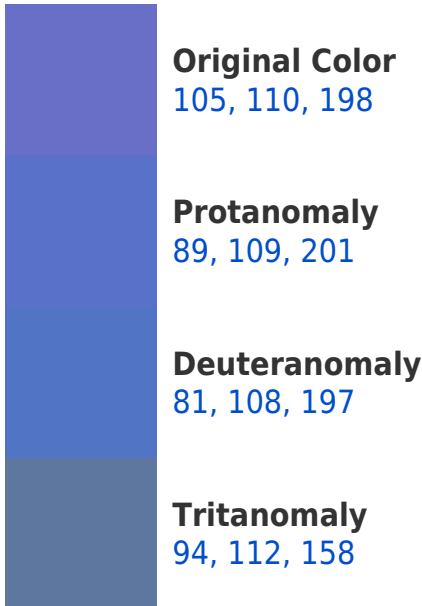 Original Color
105, 110, 198
Protanomaly
89, 109, 201
Deuteranomaly
81, 108, 197
Tritanomaly
94, 112, 158